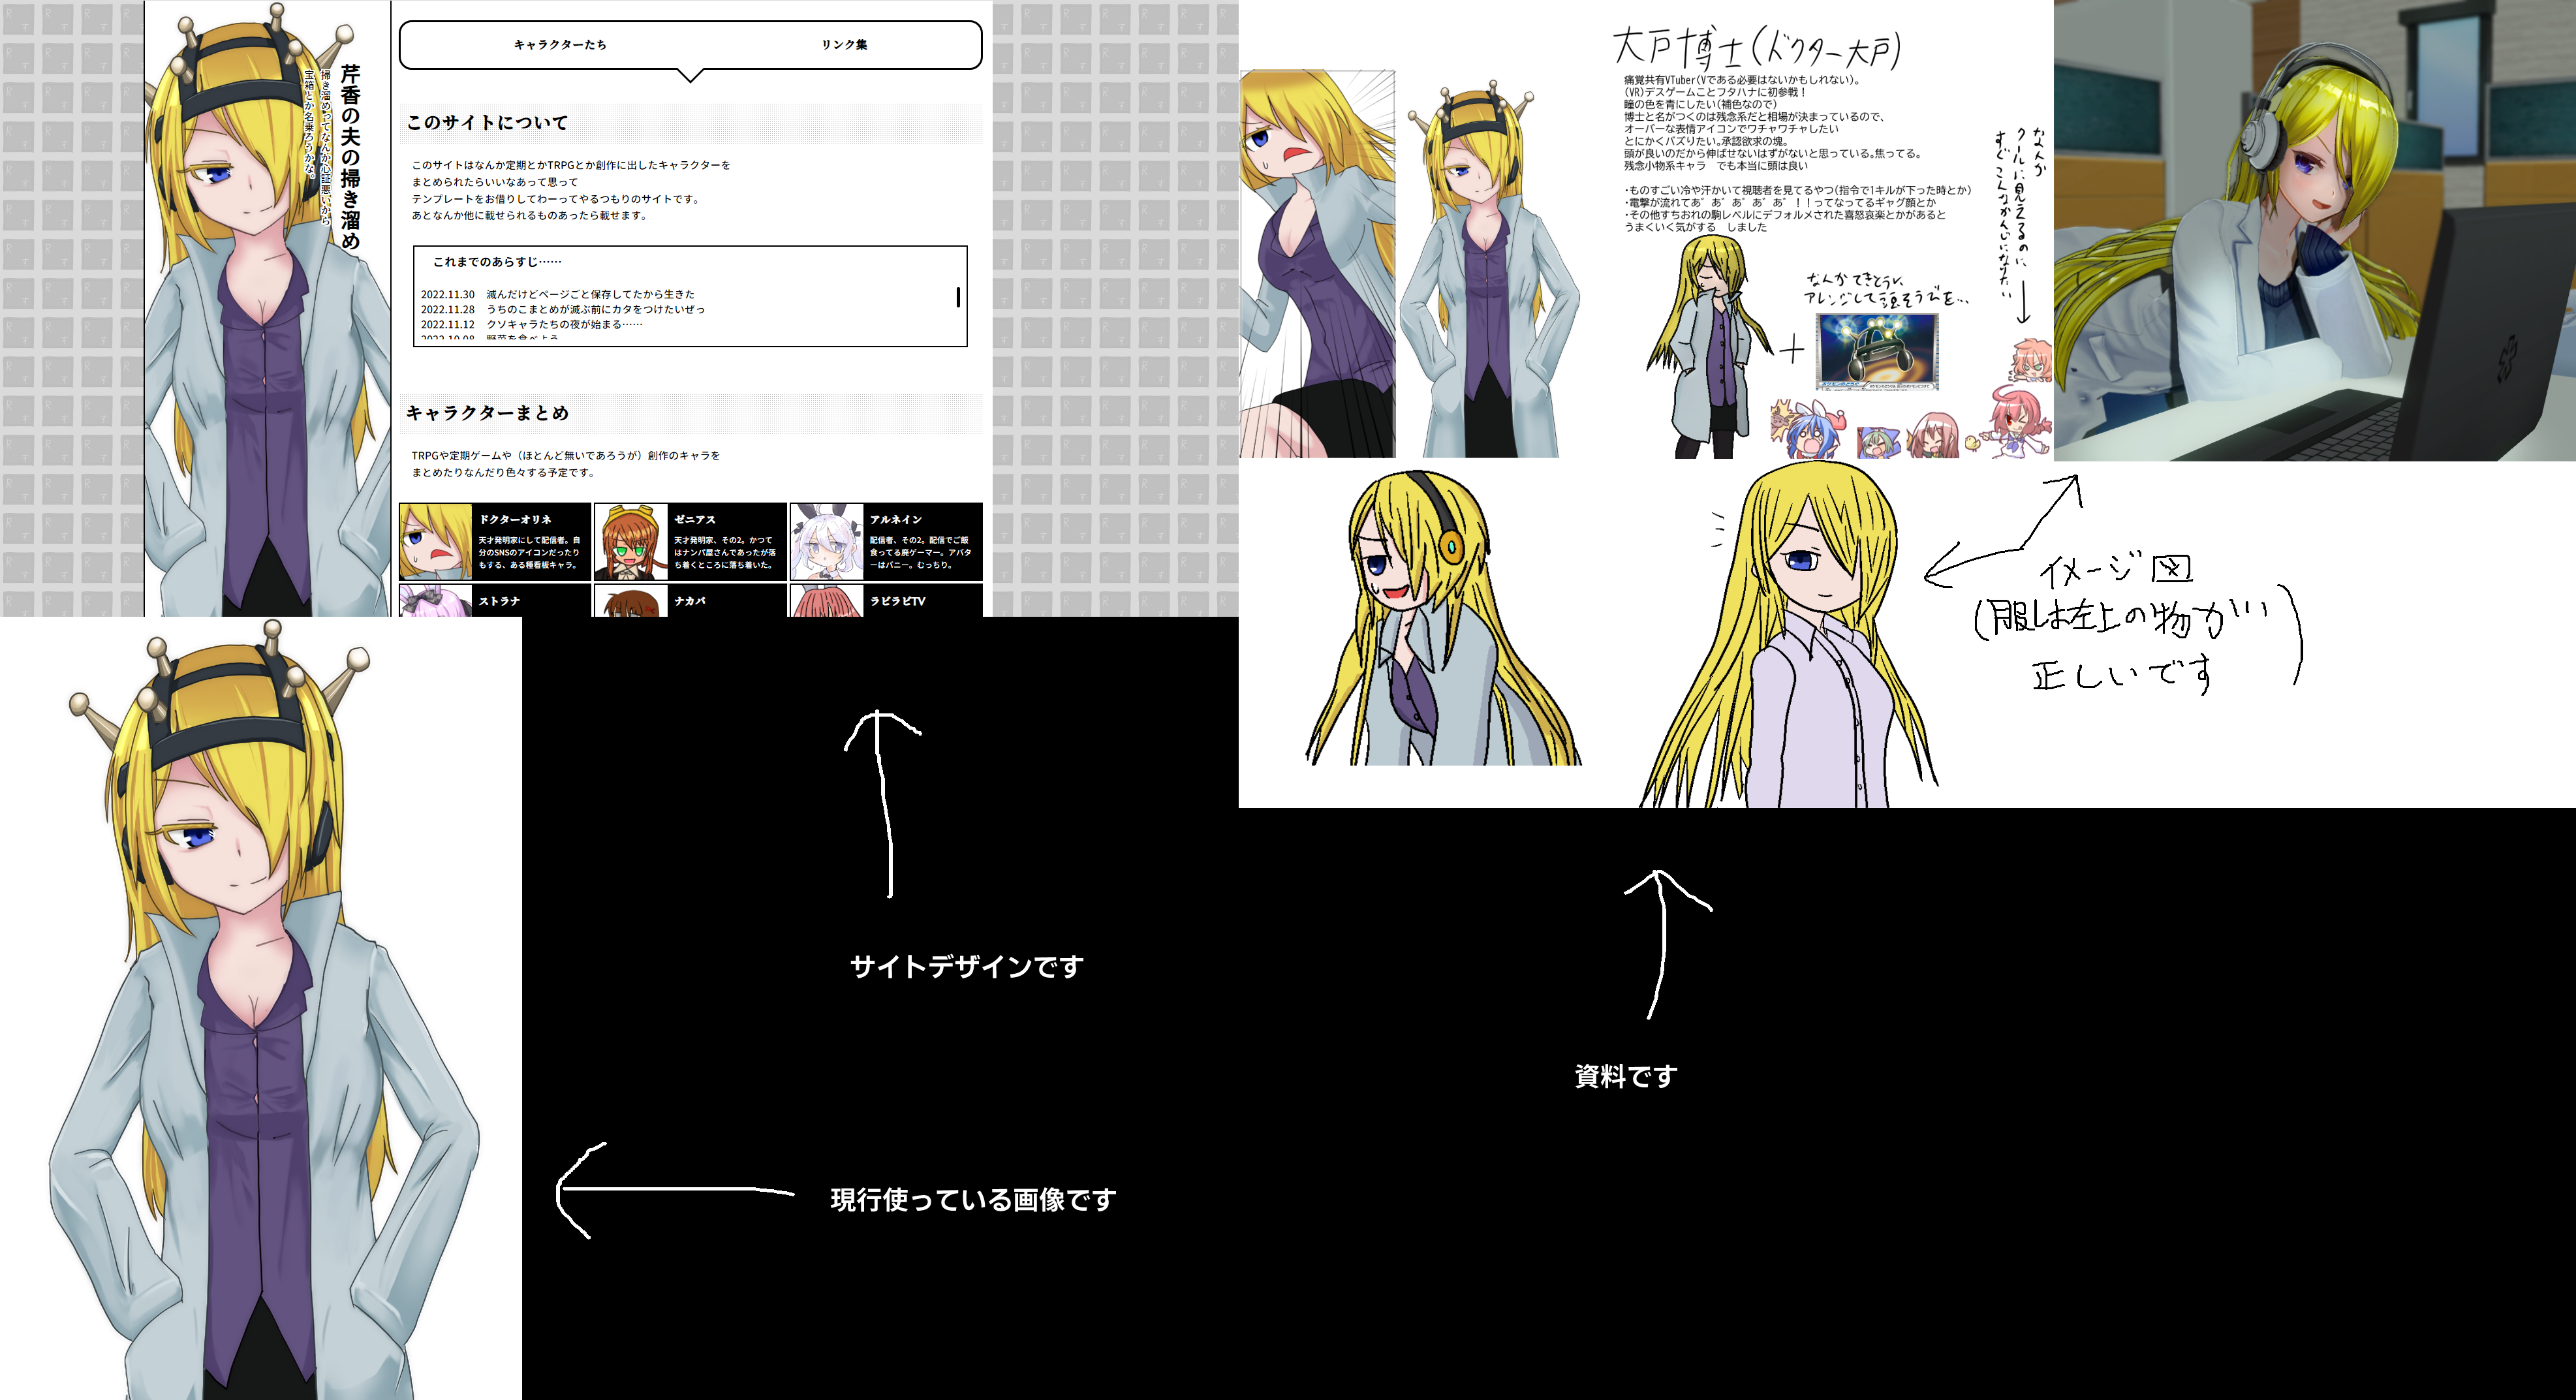 キャラクターたち
リンク集
芹香の夫の掃き溜め
掃き溜めってなんか心証悪いから
宝箱とか名乗ろうかな。
このサイトについて
このサイトはなんか定期とかTRPGとか創作に出したキャラクターを
まとめられたらいいなあって思って
テンプレートをお借りしてわーってやるつもりのサイトです。
あとなんか他に載せられるものあったら載せます。
これまでのあらすじ……
2022.11.30 滅んだけどページごと保存してたから生きた
2022.11.28 うちのこまとめが滅ぶ前にカタをつけたいぜっ
2022.11.12 クソキャラたちの夜が始まる……
2022.10.08 野菜を食べよう
キャラクターまとめ
TRPGや定期ゲームや（ほとんど無いであろうが）創作のキャラを
まとめたりなんだり色々する予定です。
ドクターオリネ
天才発明家にして配信者。自
分のSNSのアイコンだったり
もする、ある種看板キャラ。
ゼニアス
天才発明家、その2。かつて
はナンパ屋さんであったが落
ち着くところに落ち着いた。
アルネイン
配信者、その2。配信でご飯
食ってる廃ゲーマー。アバタ
ーはバニー。むっちり。
ストラナ
ナカバ
ラビラビTV
大戸博士(ドクター大戸)
痛覚共有VTuber(Vである必要はないかもしれない)。
(VR)デスゲームことフタハナに初参戦！
瞳の色を青にしたい(補色なので)
博士と名がつくのは残念系だと相場が決まっているので、
オーバーな表情アイコンでワチャワチャしたい
とにかくバズりたい。承認欲求の塊。
頭が良いのだから伸ばせないはずがないと思っている。焦ってる。
残念小物系キャラ　でも本当に頭は良い
・ものすごい冷や汗かいて視聴者を見てるやつ(指令で1キルが下った時とか)
・電撃が流れてあ゛あ゛あ゛あ゛あ゛！！ってなってるギャグ顔とか
・その他すちおれの駒レベルにデフォルメされた喜怒哀楽とかがあると
うまくいく気がする　しました
なんか
クールに見えるのに、
すぐこんなかんじになりたい
なんかてきとうに
アレンジして頭そうびを…
＋
イメージ図
(服は左上の物が
正しいです)
サイトデザインです
資料です
現行使っている画像です